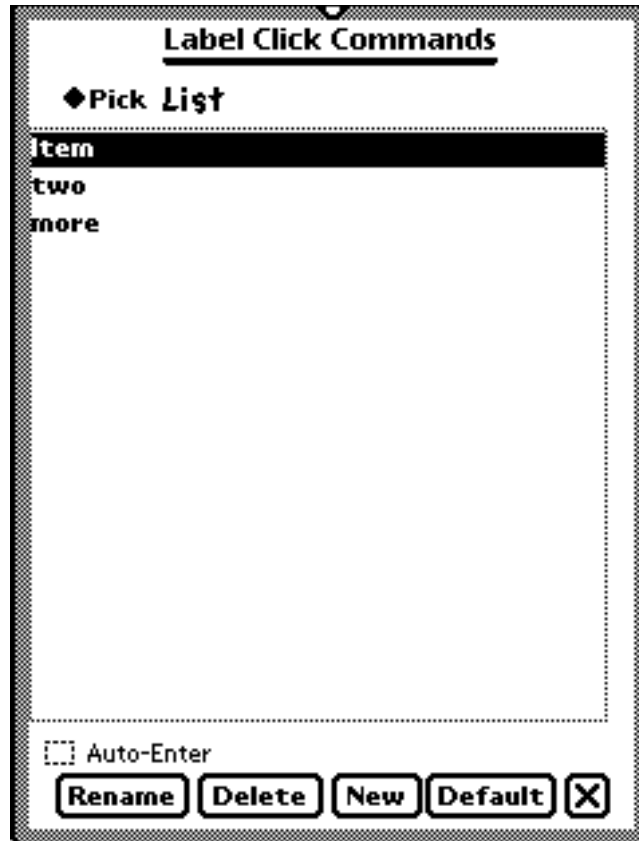 Label Click Commands
◆Pick List
Item
two
more
Auto-Enter
Rename Delete New Default X